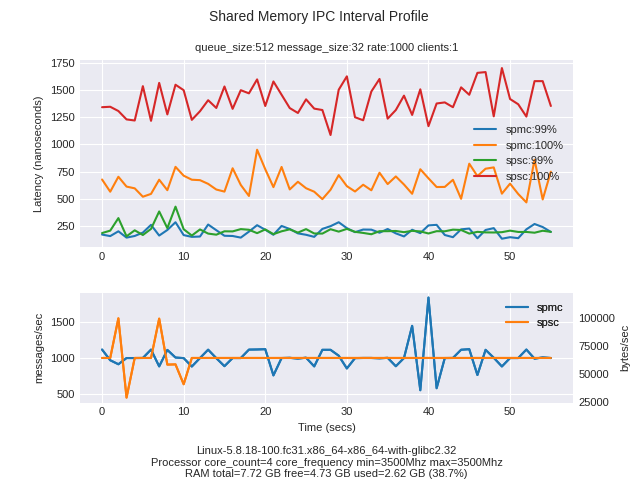 Shared Memory IPC Interval Profile
queue_size:512 message_size:32 rate:1000 clients:1
Latency (nanoseconds)
1750
1500
1250
1000
750
500
250
0
10
20
30
40
50
spmc:99%
spmc:100%
spsc:99%
spsc:100%
messages/sec
1500
1000
500
0
10
20
30
40
50
spmc
spsc
100000
75000
50000
25000
bytes/sec
Time (secs)
Linux-5.8.18-100.fc31.x86_64-x86_64-with-glibc2.32
Processor core_count=4 core_frequency min=3500Mhz max=3500Mhz
RAM total=7.72 GB free=4.73 GB used=2.62 GB (38.7%)